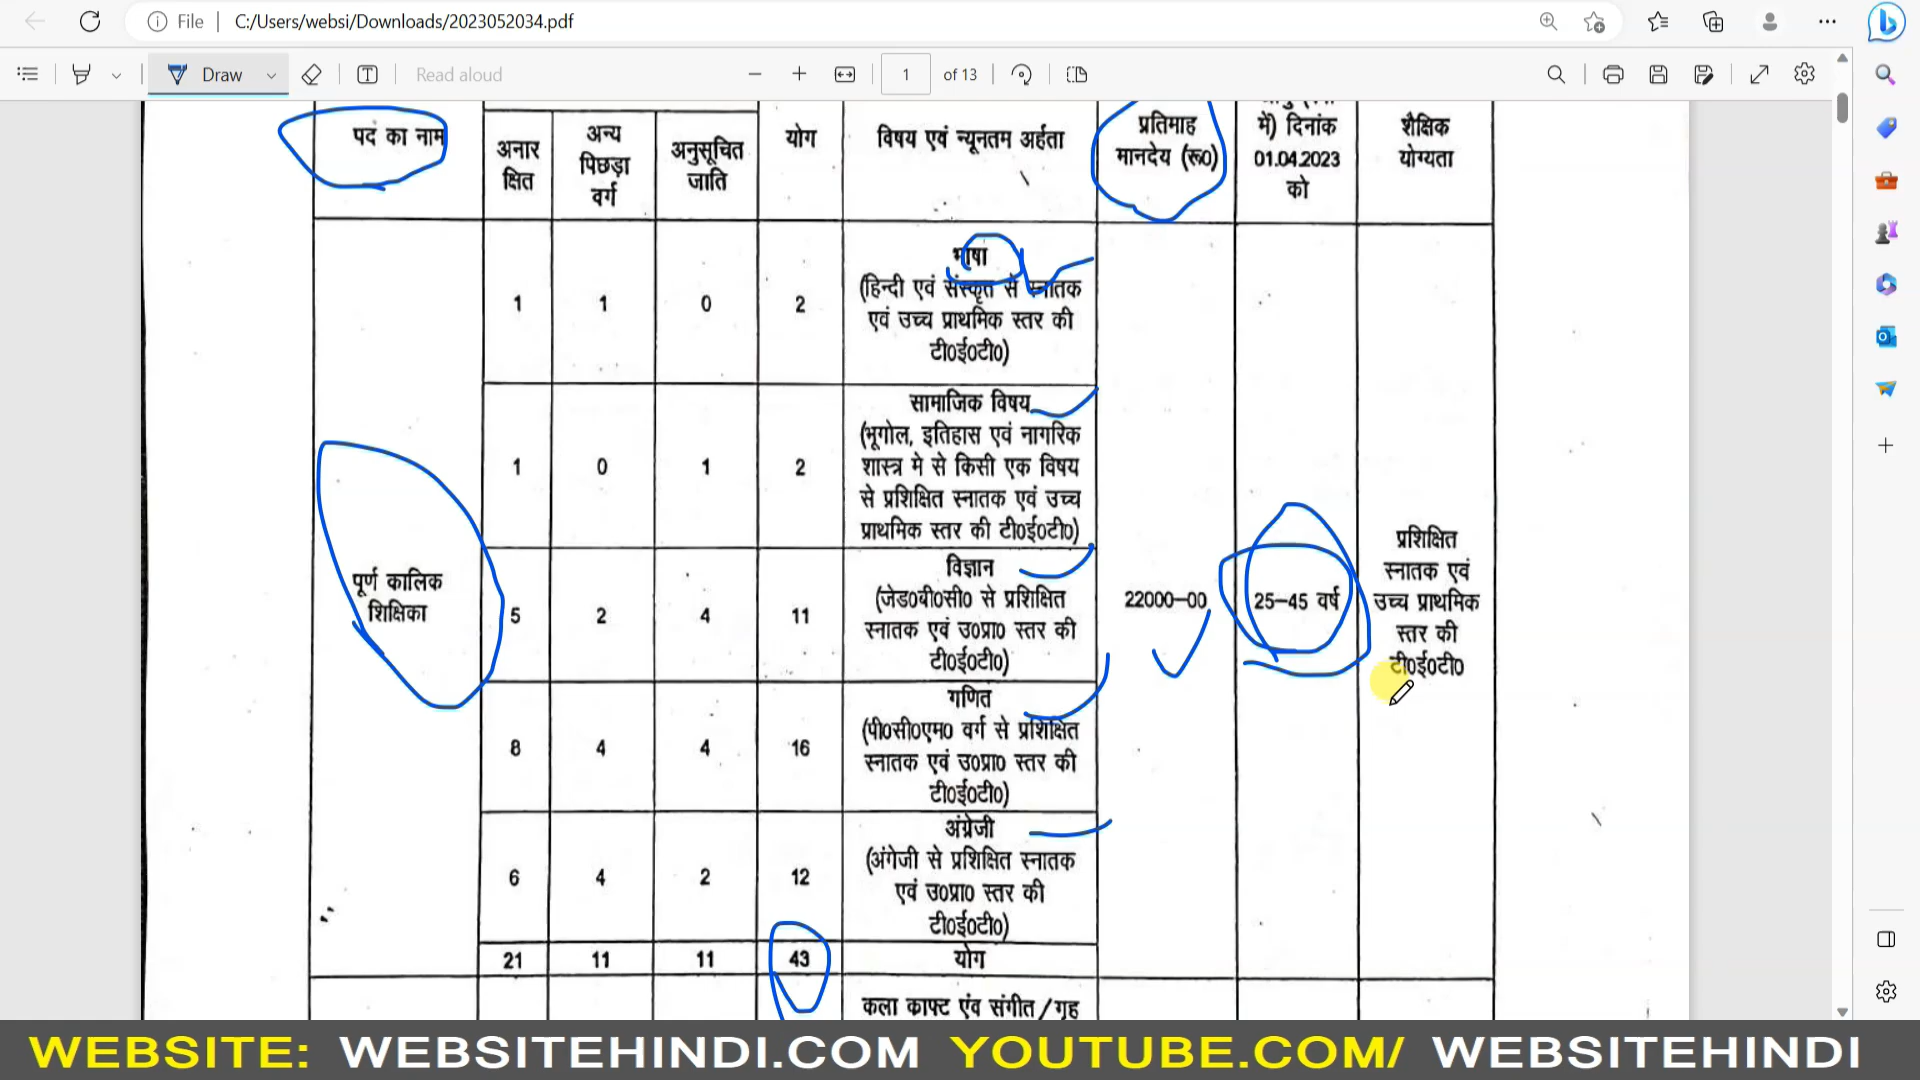 File C:/Users/websi/Downloads/2023052034.pdf
Draw Read aloud 1 of 13
पद का नाम
अनार
क्षित
अन्य
पिछड़ा
वर्ग
अनुसूचित
जाति
योग
विषय एवं न्यूनतम अर्हता
प्रतिमाह
मानदेय (रू0)
में) दिनांक
01.04.2023
को
शैक्षिक
योग्यता
पूर्ण कालिक
शिक्षिका
1 1 0 2
भाषा
(हिन्दी एवं संस्कृत से स्नातक
एवं उच्च प्राथमिक स्तर की
टी0ई0टी0)
1 0 1 2
सामाजिक विषय
(भूगोल, इतिहास एवं नागरिक
शास्त्र मे से किसी एक विषय
से प्रशिक्षित स्नातक एवं उच्च
प्राथमिक स्तर की टी0ई0टी0)
5 2 4 11
विज्ञान
(जेड0बी0सी0 से प्रशिक्षित
स्नातक एवं उ0प्रा0 स्तर की
टी0ई0टी0)
8 4 4 16
गणित
(पी0सी0एम0 वर्ग से प्रशिक्षित
स्नातक एवं उ0प्रा0 स्तर की
टी0ई0टी0)
6 4 2 12
अंग्रेजी
(अंगेजी से प्रशिक्षित स्नातक
एवं उ0प्रा0 स्तर की
टी0ई0टी0)
21 11 11 43 योग
22000-00
25-45 वर्ष
प्रशिक्षित
स्नातक एवं
उच्च प्राथमिक
स्तर की
टी0ई0टी0
कला काफ्ट एंव संगीत/गृह
WEBSITE: WEBSITEHINDI.COM YOUTUBE.COM/ WEBSITEHINDI